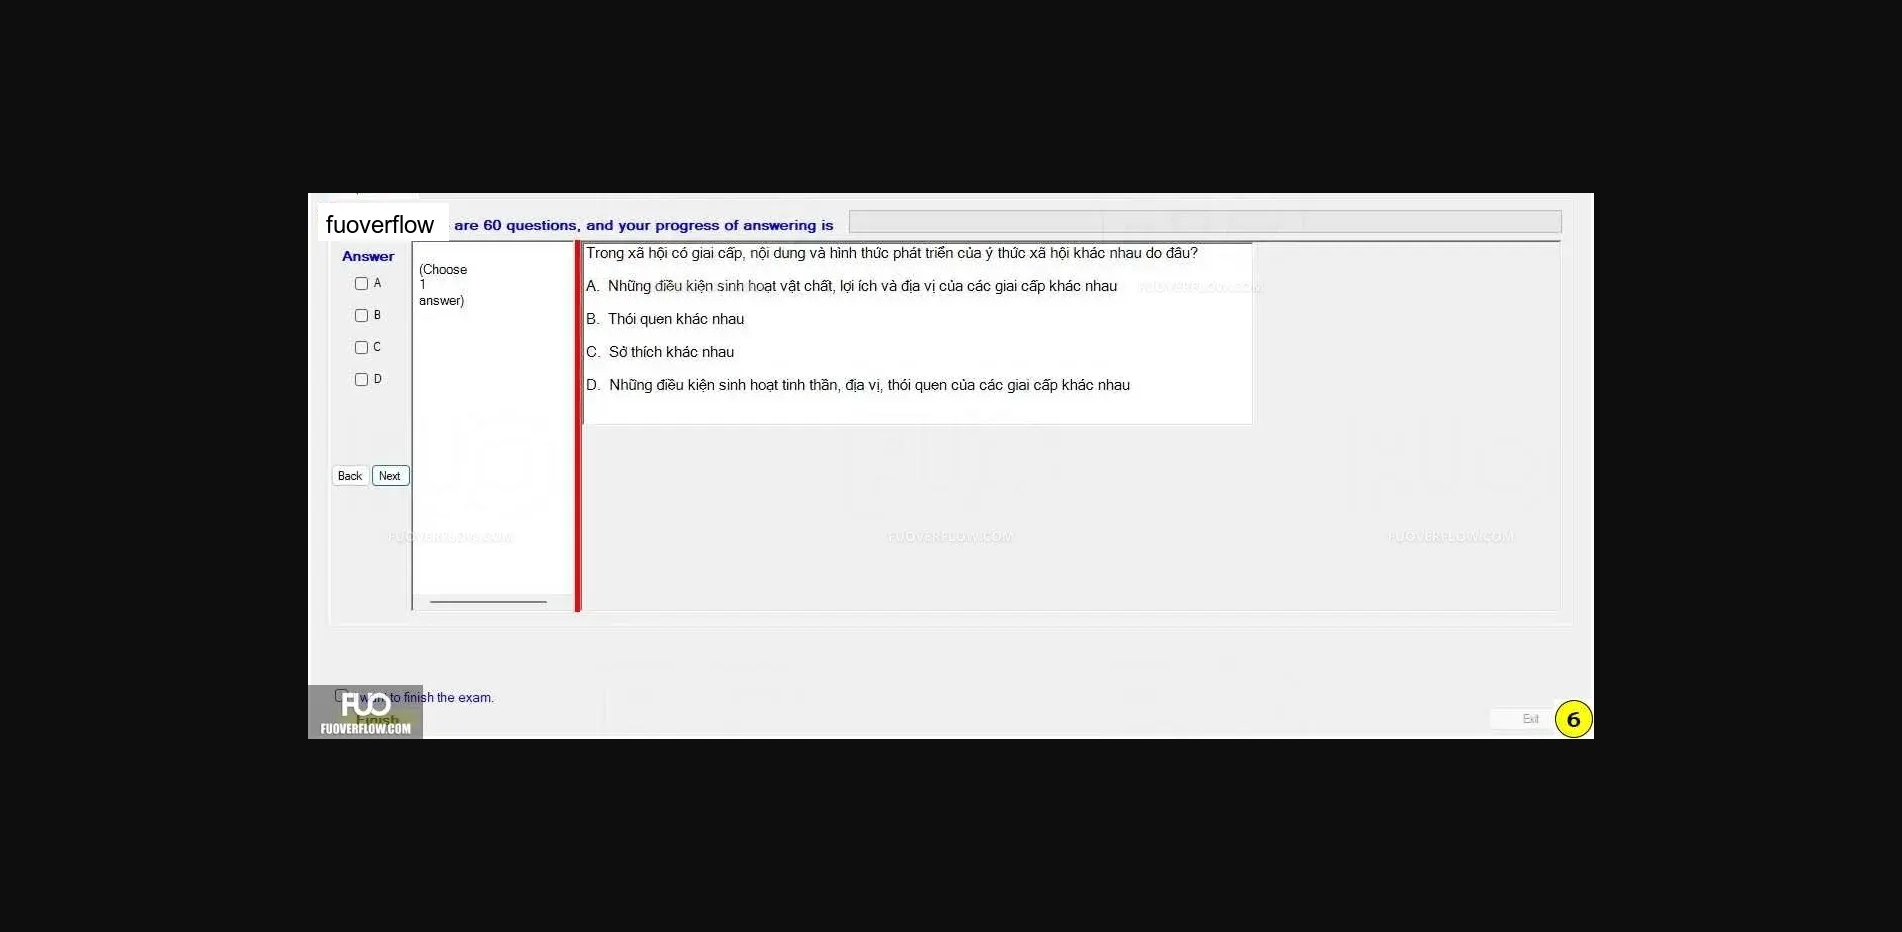 fuoverflow are 60 questions, and your progress of answering is
Answer
A
B
C
D
Back Next
(Choose
1
answer)
Trong xã hội có giai cấp, nội dung và hình thức phát triển của ý thức xã hội khác nhau do đâu?
A. Những điều kiện sinh hoạt vật chất, lợi ích và địa vị của các giai cấp khác nhau
FUOVERFLOW.COM
B. Thói quen khác nhau
C. Sở thích khác nhau
D. Những điều kiện sinh hoạt tinh thần, địa vị, thói quen của các giai cấp khác nhau
FUOVERFLOW.COM FUOVERFLOW.COM FUOVERFLOW.COM
want to finish the exam.
FUO
Finish
FUOVERFLOW.COM
Exit 6